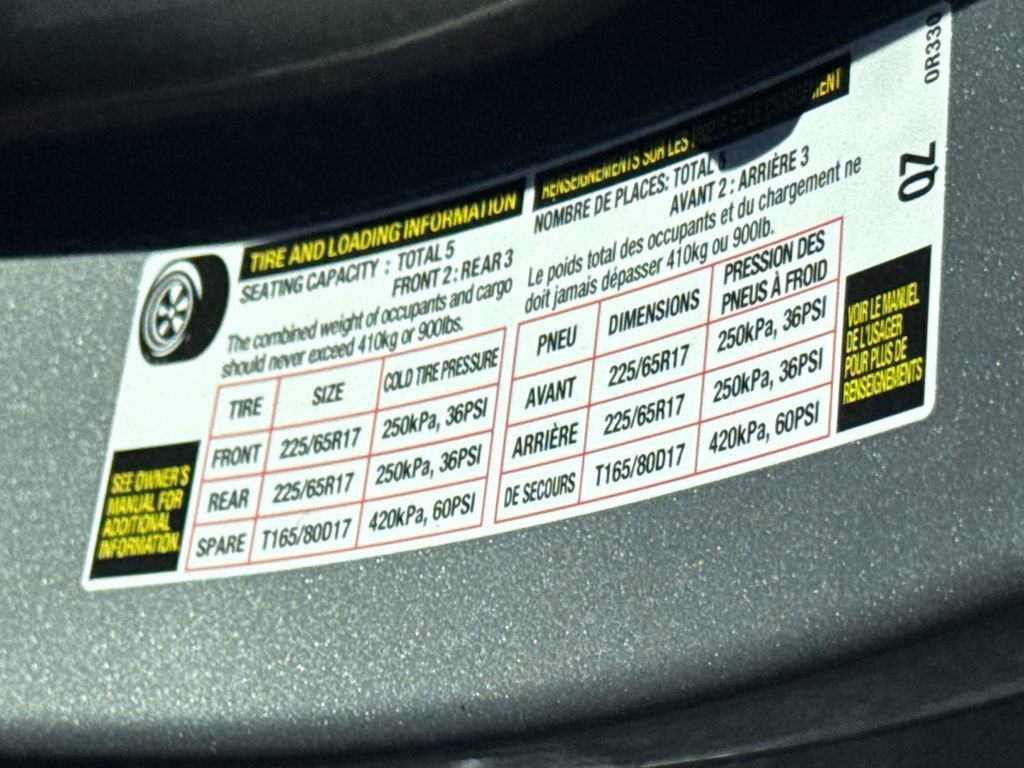 TIRE AND LOADING INFORMATION
SEATING CAPACITY : TOTAL 5
FRONT 2 : REAR 3
The combined weight of occupants and cargo
should never exceed 410kg or 900lbs.
TIRE SIZE COLD TIRE PRESSURE
FRONT 225/65R17 250kPa, 36PSI
REAR 225/65R17 250kPa, 36PSI
SPARE T165/80D17 420kPa, 60PSI
SEE OWNER'S
MANUAL FOR
ADDITIONAL
INFORMATION.
RENSEIGNEMENTS SUR LES PNEUS ET LE CHARGEMENT
NOMBRE DE PLACES: TOTAL 5
AVANT 2 : ARRIÈRE 3
Le poids total des occupants et du chargement ne
doit jamais dépasser 410kg ou 900lb.
PNEU DIMENSIONS PRESSION DES
PNEUS À FROID
AVANT 225/65R17 250kPa, 36PSI
ARRIÈRE 225/65R17 250kPa, 36PSI
DE SECOURS T165/80D17 420kPa, 60PSI
VOIR LE MANUEL
DE L'USAGER
POUR PLUS DE
RENSEIGNEMENTS
QZ
0R330